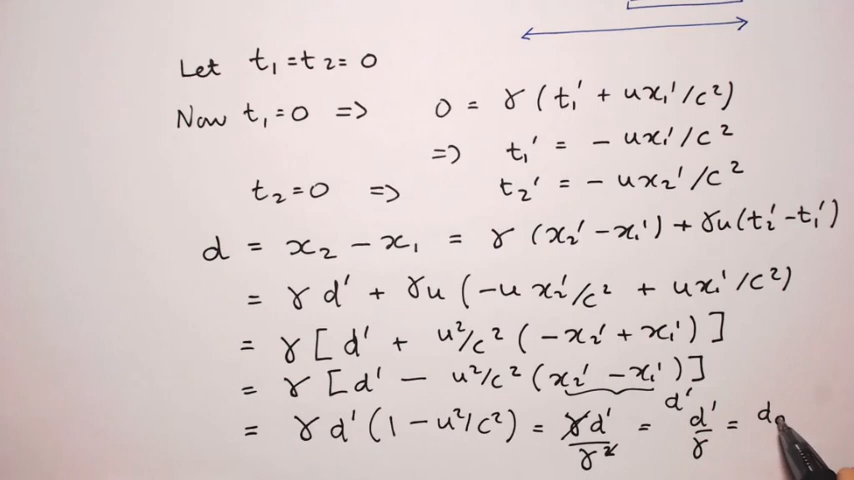 Let t₁ = t₂ = 0
Now t₁ = 0 => 0 = γ (t₁' + ux₁'/c²)
=> t₁' = - ux₁'/c²
t₂ = 0 => t₂' = - ux₂'/c²
d = x₂ - x₁ = γ (x₂' - x₁') + γu(t₂' - t₁')
= γ d' + γu (-u x₂'/c² + ux₁'/c²)
= γ [ d' + u²/c² ( - x₂' + x₁') ]
= γ [ d' - u²/c² (x₂' - x₁') ]
d'
= γ d' (1 - u²/c²) = γd'/γ² = d'/γ = d₀